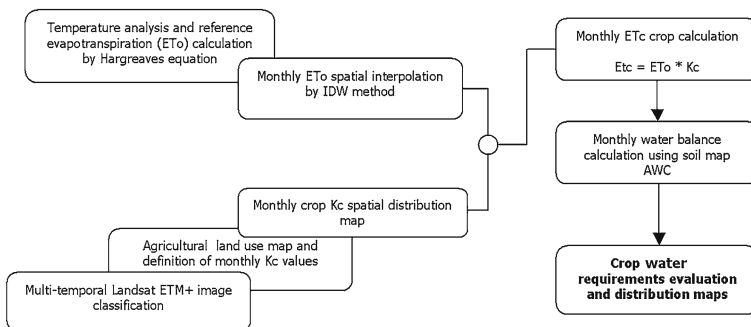 Temperature analysis and reference
evapotranspiration (ETo) calculation
by Hargreaves equation
Monthly ETo spatial interpolation
by IDW method
Monthly crop Kc spatial distribution
map
Agricultural land use map and
definition of monthly Kc values
Multi-temporal Landsat ETM+ image
classification
Monthly ETc crop calculation
Etc = ETo * Kc
Monthly water balance
calculation using soil map
AWC
Crop water
requirements evaluation
and distribution maps